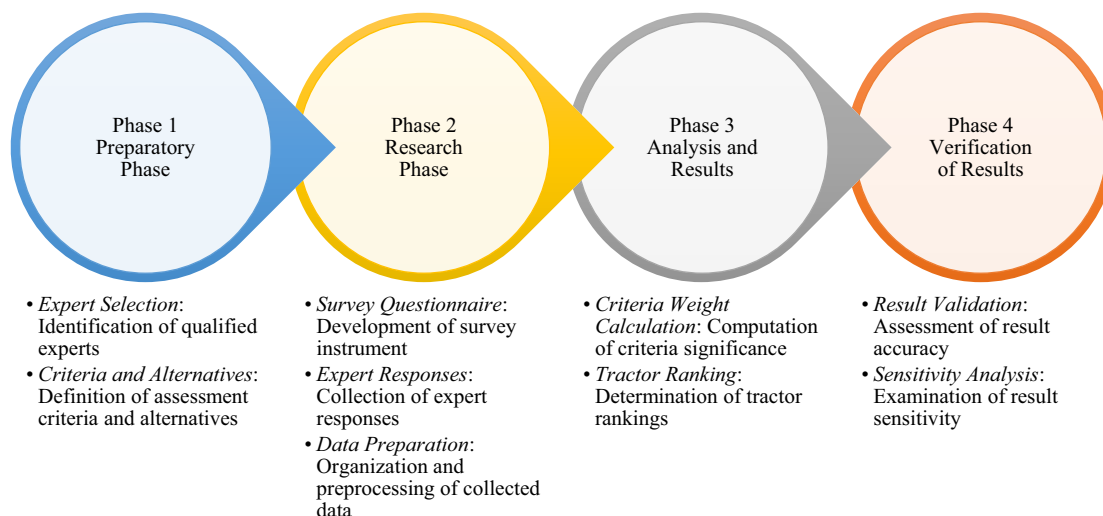 Phase 1
Preparatory
Phase
Phase 2
Research
Phase
Phase 3
Analysis and
Results
Phase 4
Verification
of Results
• Expert Selection:
Identification of qualified
experts
• Criteria and Alternatives:
Definition of assessment
criteria and alternatives
• Survey Questionnaire:
Development of survey
instrument
• Expert Responses:
Collection of expert
responses
• Data Preparation:
Organization and
preprocessing of collected
data
• Criteria Weight
Calculation: Computation
of criteria significance
• Tractor Ranking:
Determination of tractor
rankings
• Result Validation:
Assessment of result
accuracy
• Sensitivity Analysis:
Examination of result
sensitivity